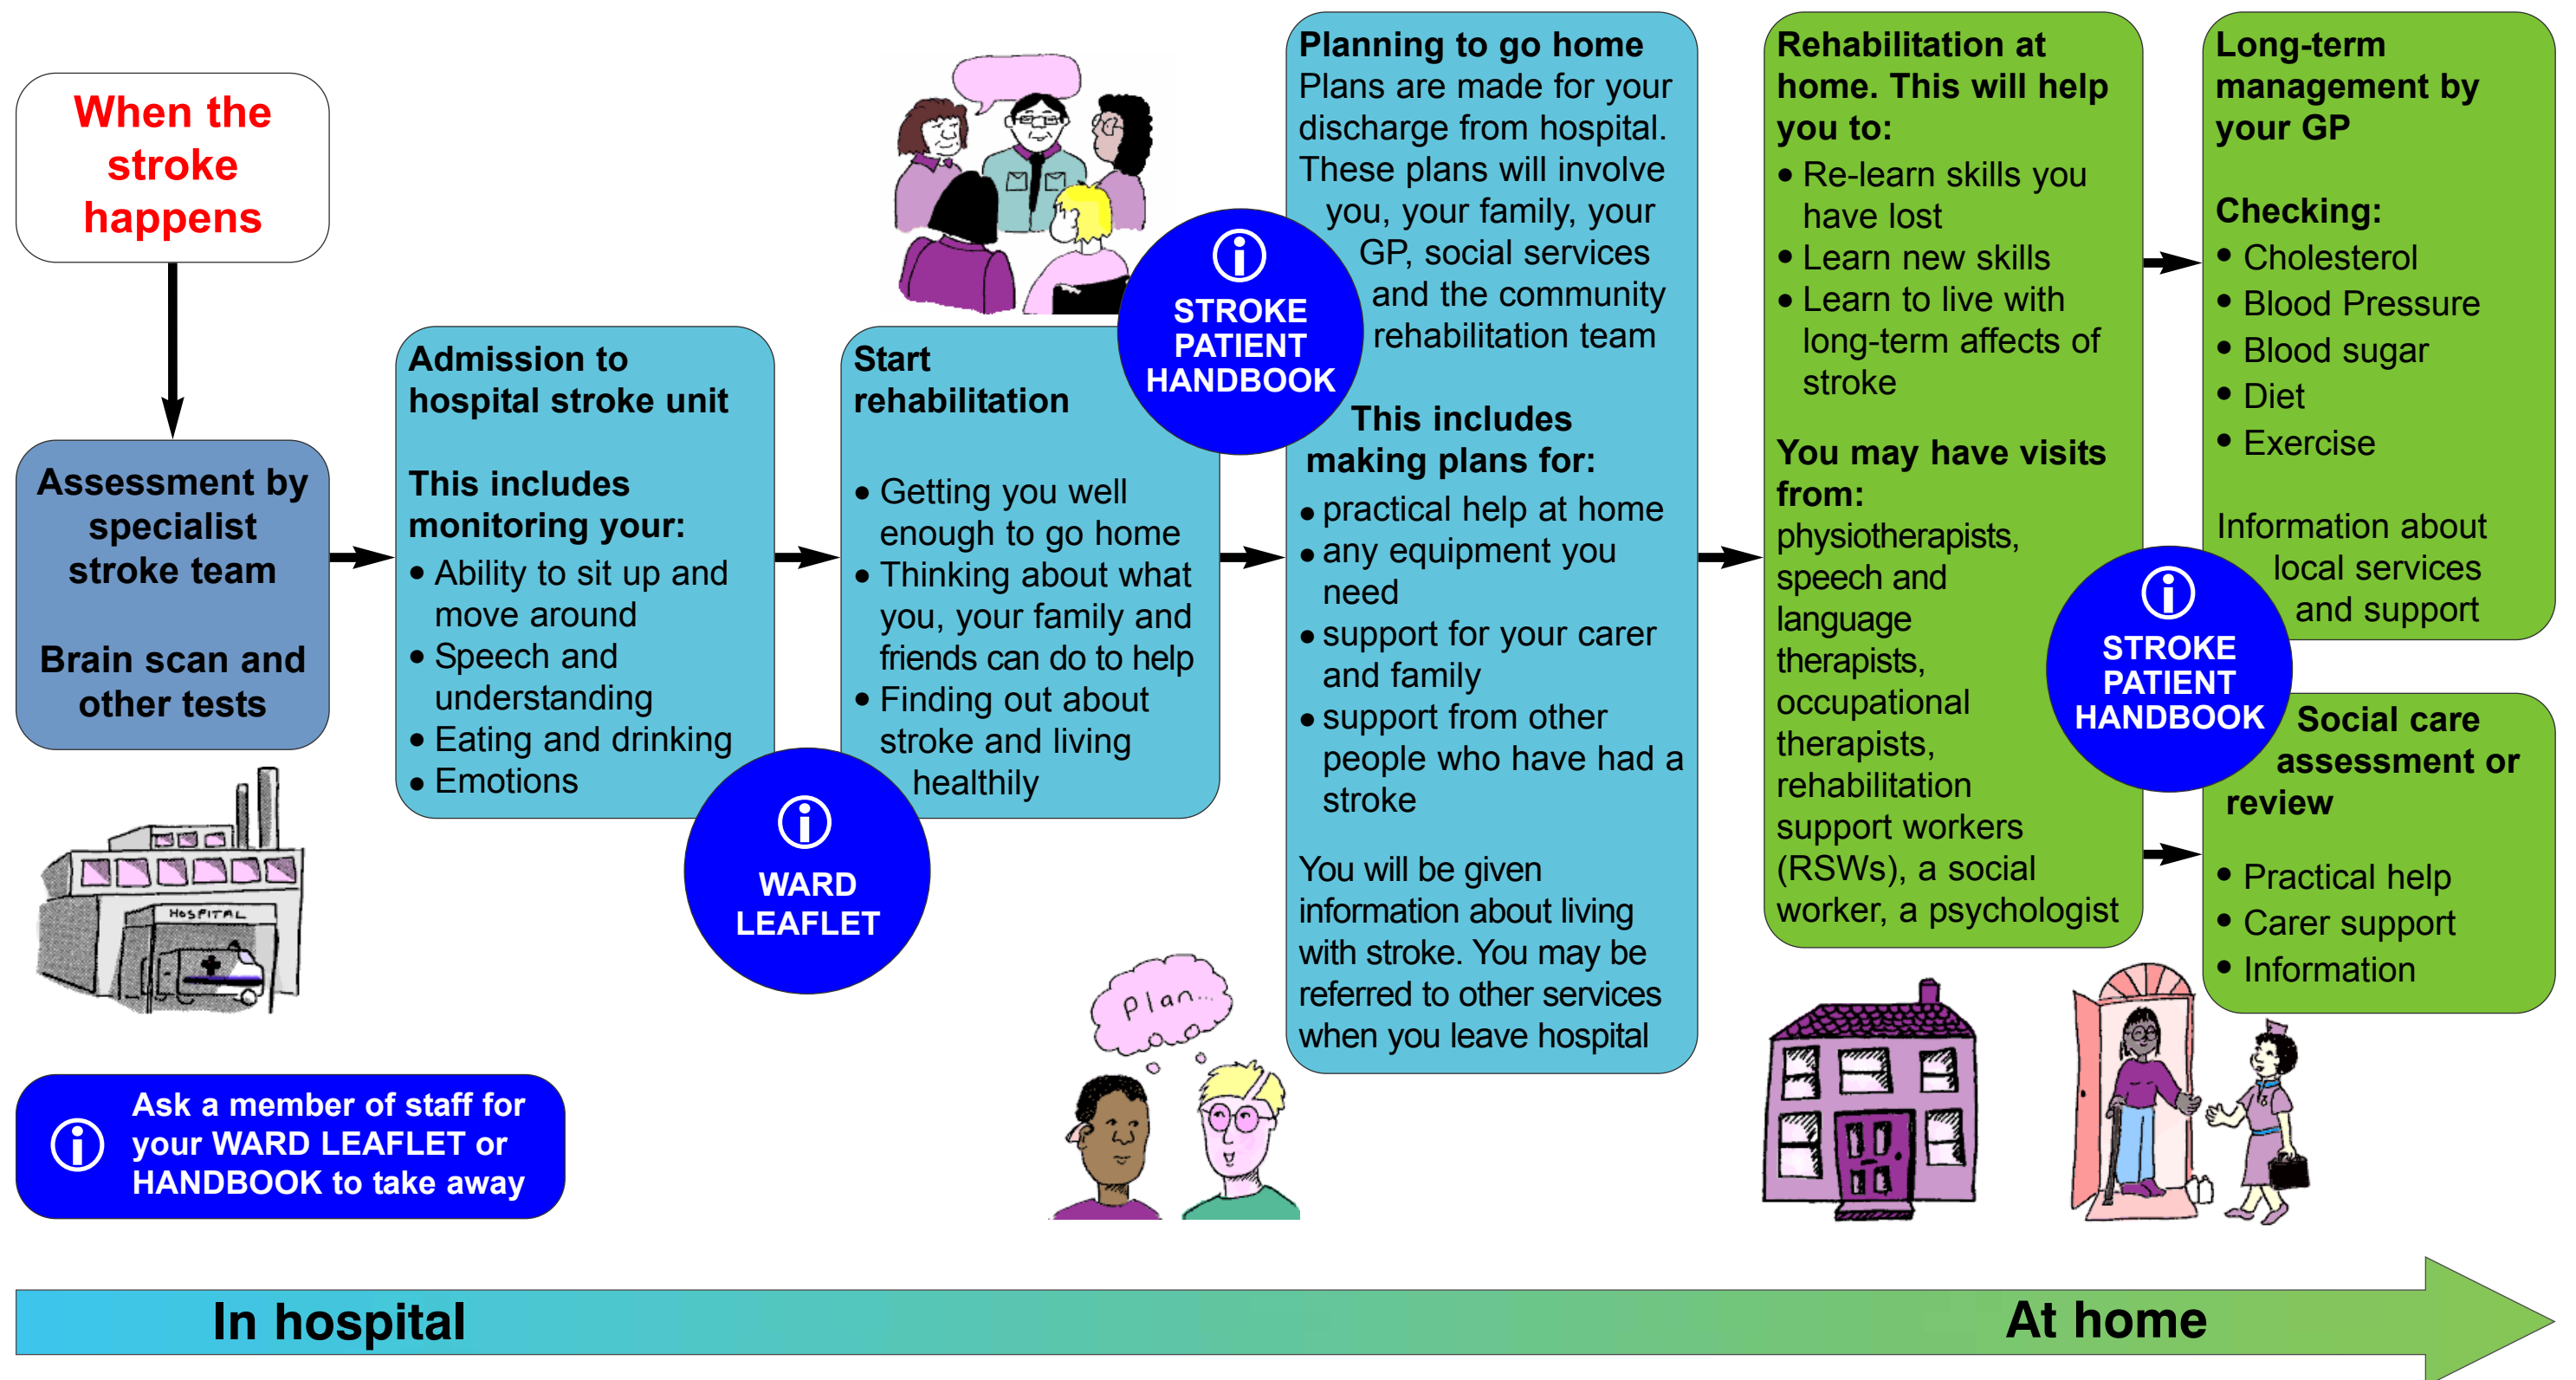 When the
stroke
happens
Assessment by
specialist
stroke team
Brain scan and
other tests
HOSPITAL
Admission to
hospital stroke unit
This includes
monitoring your:
• Ability to sit up and
move around
• Speech and
understanding
• Eating and drinking
• Emotions
WARD
LEAFLET
Start
rehabilitation
• Getting you well
enough to go home
• Thinking about what
you, your family and
friends can do to help
• Finding out about
stroke and living
healthily
STROKE
PATIENT
HANDBOOK
Planning to go home
Plans are made for your
discharge from hospital.
These plans will involve
you, your family, your
GP, social services
and the community
rehabilitation team
This includes
making plans for:
• practical help at home
• any equipment you
need
• support for your carer
and family
• support from other
people who have had a
stroke
You will be given
information about living
with stroke. You may be
referred to other services
when you leave hospital
Plan...
Rehabilitation at
home. This will help
you to:
• Re-learn skills you
have lost
• Learn new skills
• Learn to live with
long-term affects of
stroke
You may have visits
from:
physiotherapists,
speech and
language
therapists,
occupational
therapists,
rehabilitation
support workers
(RSWs), a social
worker, a psychologist
STROKE
PATIENT
HANDBOOK
Long-term
management by
your GP
Checking:
• Cholesterol
• Blood Pressure
• Blood sugar
• Diet
• Exercise
Information about
local services
and support
Social care
assessment or
review
• Practical help
• Carer support
• Information
Ask a member of staff for
your WARD LEAFLET or
HANDBOOK to take away
In hospital
At home